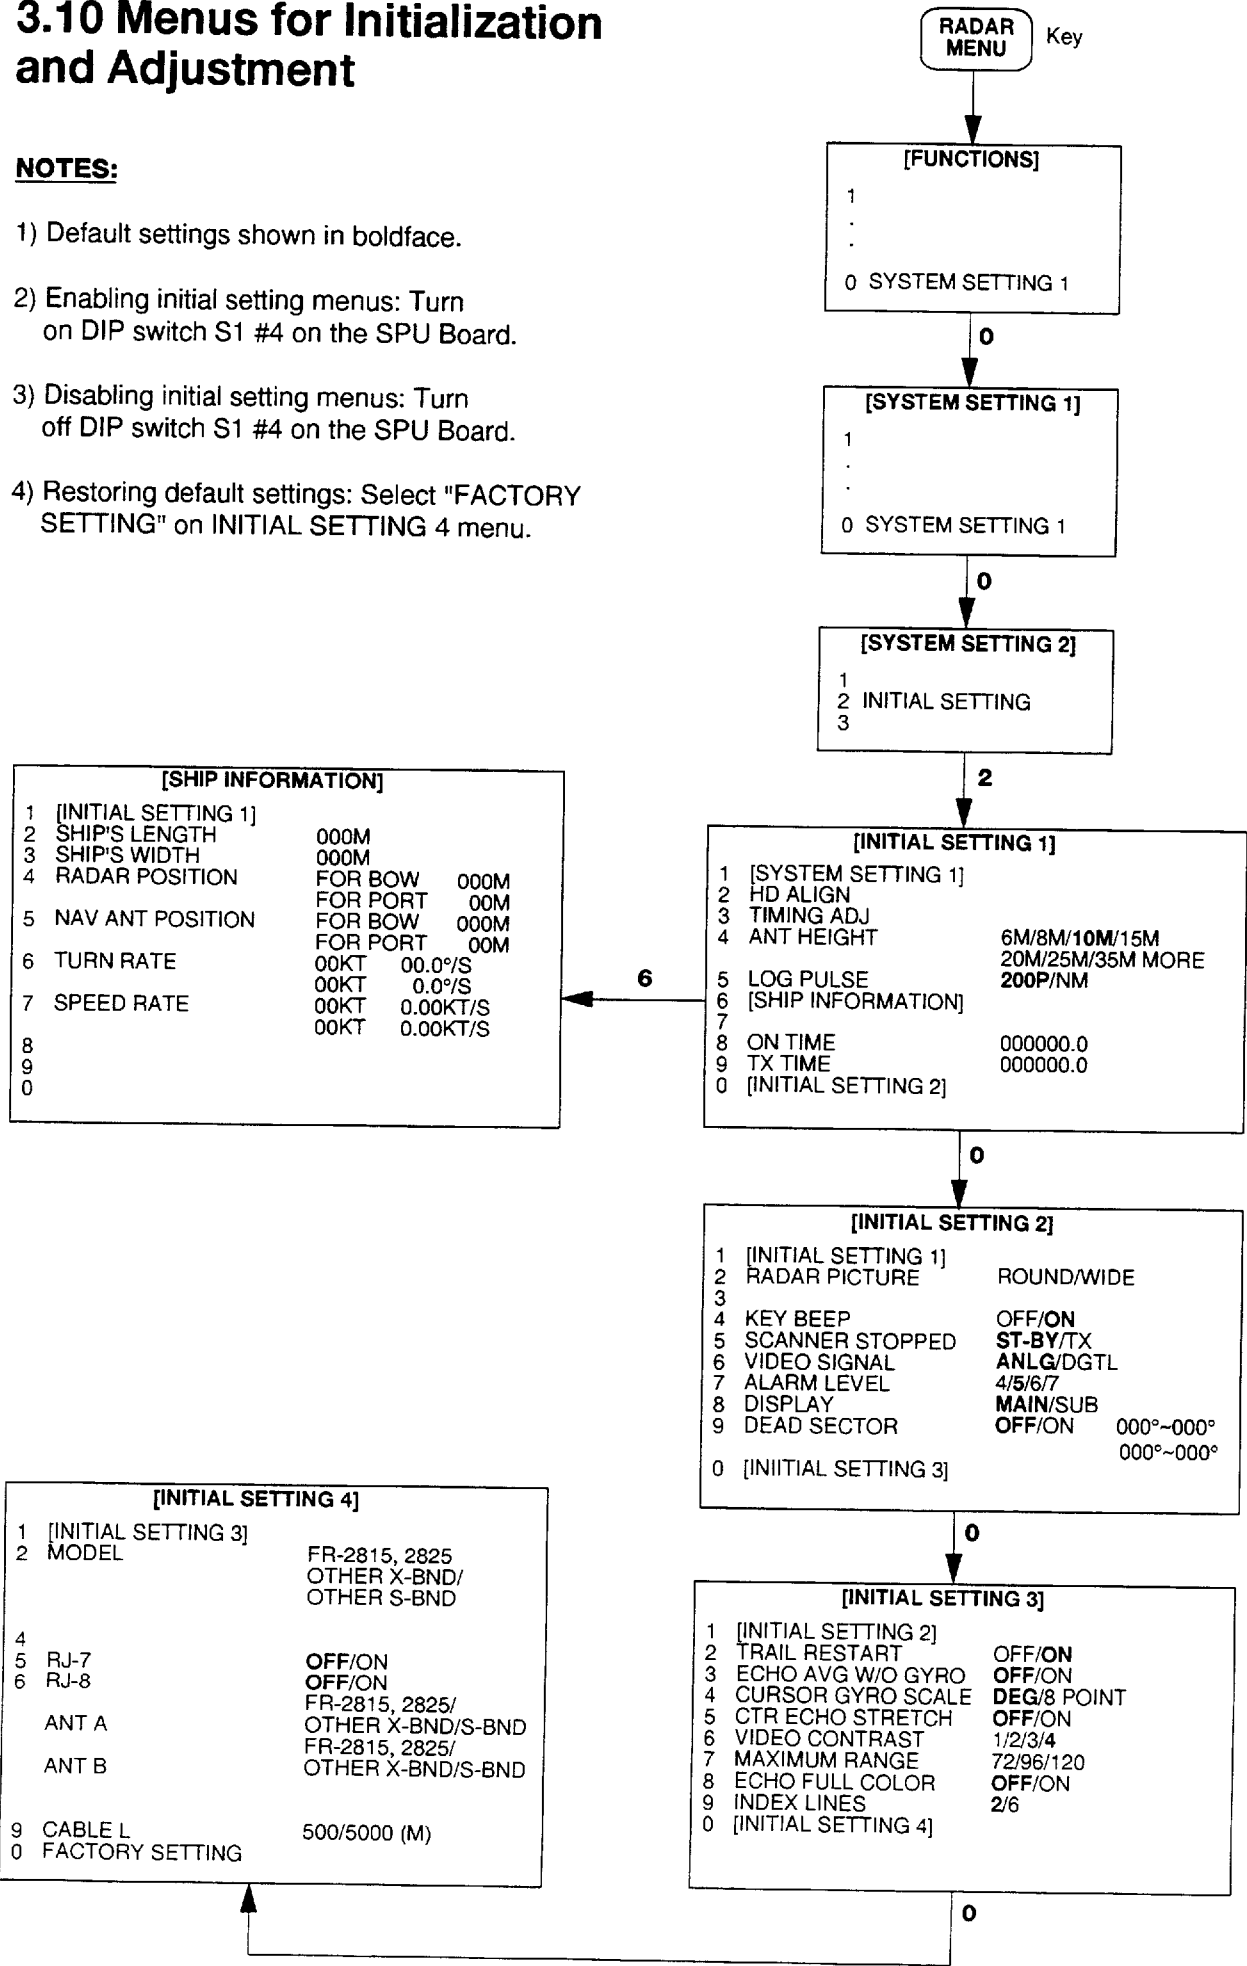 3.10 Menus for Initialization
and Adjustment
NOTES:
1) Default settings shown in boldface.
2) Enabling initial setting menus: Turn
on DIP switch S1 #4 on the SPU Board.
3) Disabling initial setting menus: Turn
off DIP switch S1 #4 on the SPU Board.
4) Restoring default settings: Select "FACTORY
SETTING" on INITIAL SETTING 4 menu.
RADAR
MENU Key
[FUNCTIONS]
1
.
.
0 SYSTEM SETTING 1
0
[SYSTEM SETTING 1]
1
.
.
0 SYSTEM SETTING 1
0
[SYSTEM SETTING 2]
1
2 INITIAL SETTING
3
2
[SHIP INFORMATION]
1 [INITIAL SETTING 1]
2 SHIP'S LENGTH 000M
3 SHIP'S WIDTH 000M
4 RADAR POSITION FOR BOW 000M
FOR PORT 00M
5 NAV ANT POSITION FOR BOW 000M
FOR PORT 00M
6 TURN RATE 00KT 00.0°/S
00KT 0.0°/S
7 SPEED RATE 00KT 0.00KT/S
00KT 0.00KT/S
8
9
0
6
[INITIAL SETTING 1]
1 [SYSTEM SETTING 1]
2 HD ALIGN
3 TIMING ADJ
4 ANT HEIGHT 6M/8M/10M/15M
20M/25M/35M MORE
5 LOG PULSE 200P/NM
6 [SHIP INFORMATION]
7
8 ON TIME 000000.0
9 TX TIME 000000.0
0 [INITIAL SETTING 2]
0
[INITIAL SETTING 2]
1 [INITIAL SETTING 1]
2 RADAR PICTURE ROUND/WIDE
3
4 KEY BEEP OFF/ON
5 SCANNER STOPPED ST-BY/TX
6 VIDEO SIGNAL ANLG/DGTL
7 ALARM LEVEL 4/5/6/7
8 DISPLAY MAIN/SUB
9 DEAD SECTOR OFF/ON 000°~000°
000°~000°
0 [INIITIAL SETTING 3]
0
[INITIAL SETTING 3]
1 [INITIAL SETTING 2]
2 TRAIL RESTART OFF/ON
3 ECHO AVG W/O GYRO OFF/ON
4 CURSOR GYRO SCALE DEG/8 POINT
5 CTR ECHO STRETCH OFF/ON
6 VIDEO CONTRAST 1/2/3/4
7 MAXIMUM RANGE 72/96/120
8 ECHO FULL COLOR OFF/ON
9 INDEX LINES 2/6
0 [INITIAL SETTING 4]
0
[INITIAL SETTING 4]
1 [INITIAL SETTING 3]
2 MODEL FR-2815, 2825
OTHER X-BND/
OTHER S-BND
4
5 RJ-7 OFF/ON
6 RJ-8 OFF/ON
FR-2815, 2825/
ANT A OTHER X-BND/S-BND
FR-2815, 2825/
ANT B OTHER X-BND/S-BND
9 CABLE L 500/5000 (M)
0 FACTORY SETTING